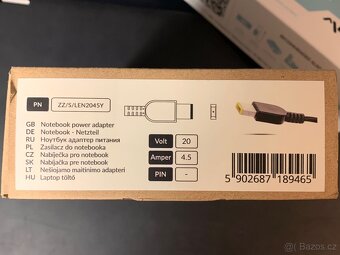 PN ZZ/S/LEN2045Y
GB Notebook power adapter
DE Notebook - Netzteil
RU Ноутбук адаптер питания
PL Zasilacz do notebooka
CZ Nabíječka pro notebook
SK Nabíjačka pre notebook
LT Nešiojamo maitinimo adapteri
HU Laptop töltő
Volt 20
Amper 4.5
PIN -
5 902687 189465
Sbazar.cz